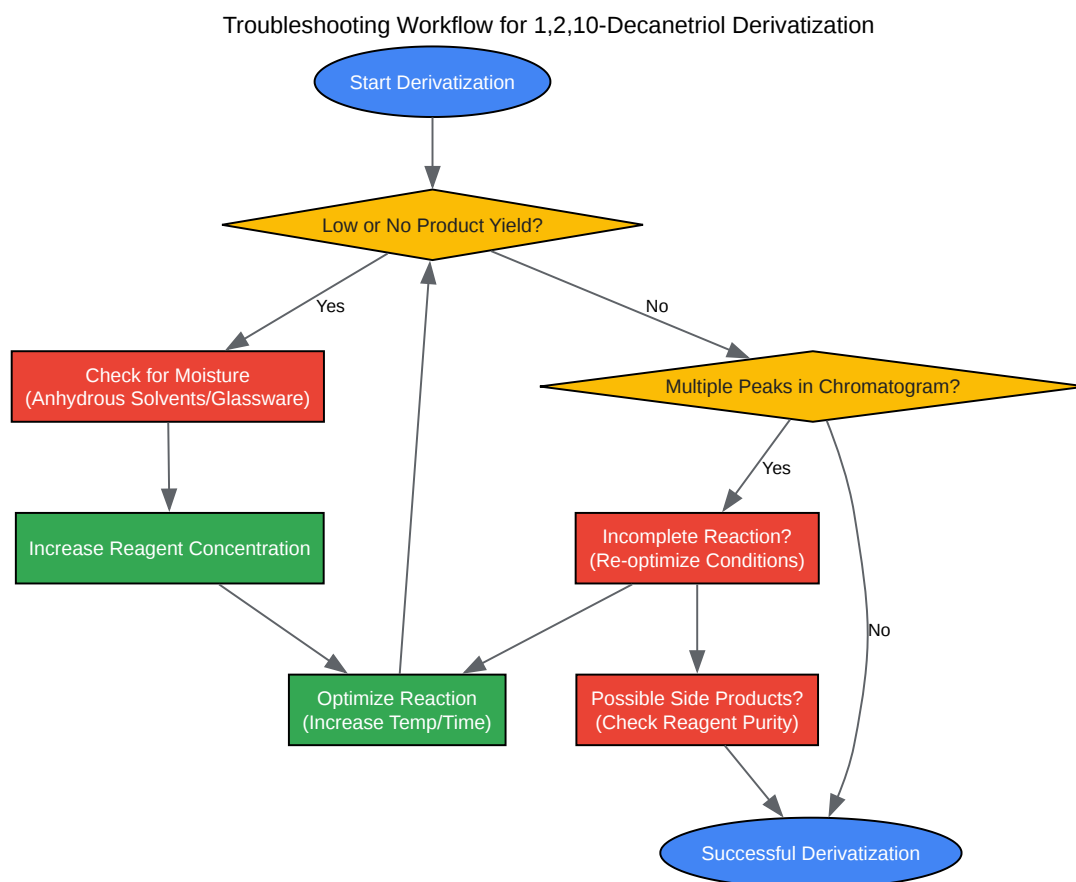 Troubleshooting Workflow for 1,2,10-Decanetriol Derivatization
Start Derivatization
Low or No Product Yield?
Yes
No
Check for Moisture
(Anhydrous Solvents/Glassware)
Multiple Peaks in Chromatogram?
Yes
Increase Reagent Concentration
Incomplete Reaction?
(Re-optimize Conditions)
No
Optimize Reaction
(Increase Temp/Time)
Possible Side Products?
(Check Reagent Purity)
Successful Derivatization